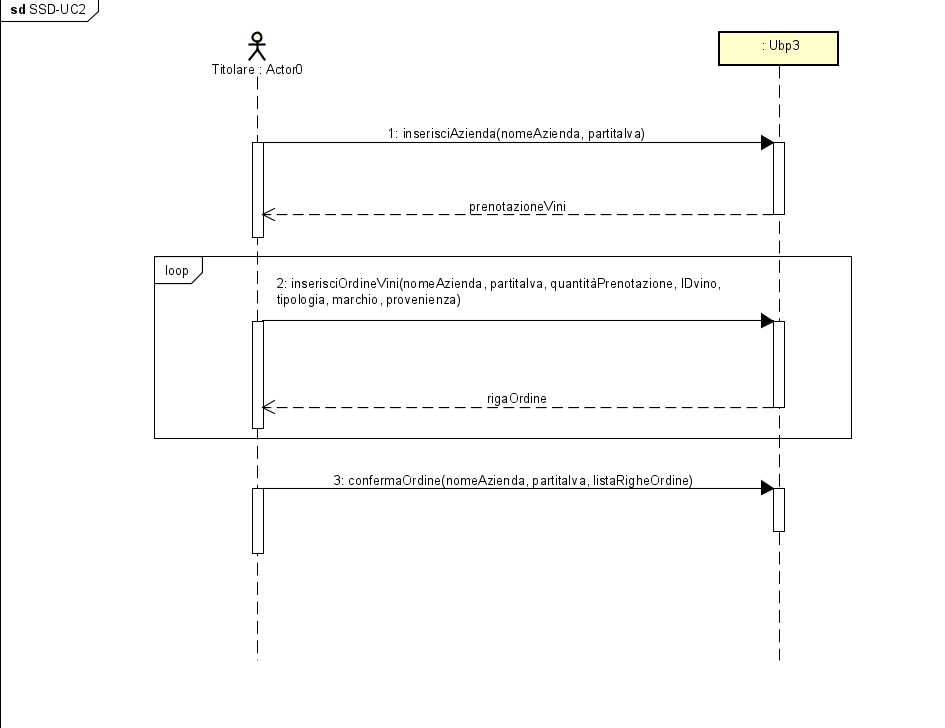 sd SSD-UC2
Titolare : Actor0
: Ubp3
1: inserisciAzienda(nomeAzienda, partitaIva)
prenotazioneVini
loop
2: inserisciOrdineVini(nomeAzienda, partitaIva, quantitàPrenotazione, IDvino,
tipologia, marchio, provenienza)
rigaOrdine
3: confermaOrdine(nomeAzienda, partitaIva, listaRigheOrdine)